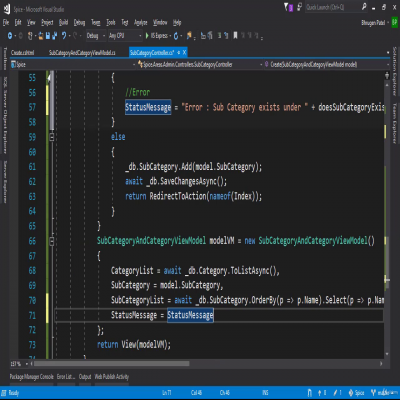 Spice - Microsoft Visual Studio
Quick Launch (Ctrl+Q)
File Edit View Project Build Debug Team Tools Architecture Test Analyze Window Help
Bhrugen Patel
Debug Any CPU IIS Express
Create.cshtml SubCategoryAndCategoryViewModel.cs SubCategoryController.cs*
Spice Spice.Areas.Admin.Controllers.SubCategoryController Create(SubCategoryAndCategoryViewModel model)
55 {
56 //Error
57 StatusMessage = "Error : Sub Category exists under " + doesSubCategoryExis
58 }
59 else
60 {
61 _db.SubCategory.Add(model.SubCategory);
62 await _db.SaveChangesAsync();
63 return RedirectToAction(nameof(Index));
64 }
65 }
66 SubCategoryAndCategoryViewModel modelVM = new SubCategoryAndCategoryViewModel()
67 {
68 CategoryList = await _db.Category.ToListAsync(),
69 SubCategory = model.SubCategory,
70 SubCategoryList = await _db.SubCategory.OrderBy(p => p.Name).Select(p => p.Nam
71 StatusMessage = StatusMessage
72 };
73 return View(modelVM);
Toolbox
SQL Server Object Explorer
Server Explorer
Solution Explorer
Team Explorer
Package Manager Console Error List ... Output Web Publish Activity
Ready Ln 71 Col 46 Ch 46 INS Spice